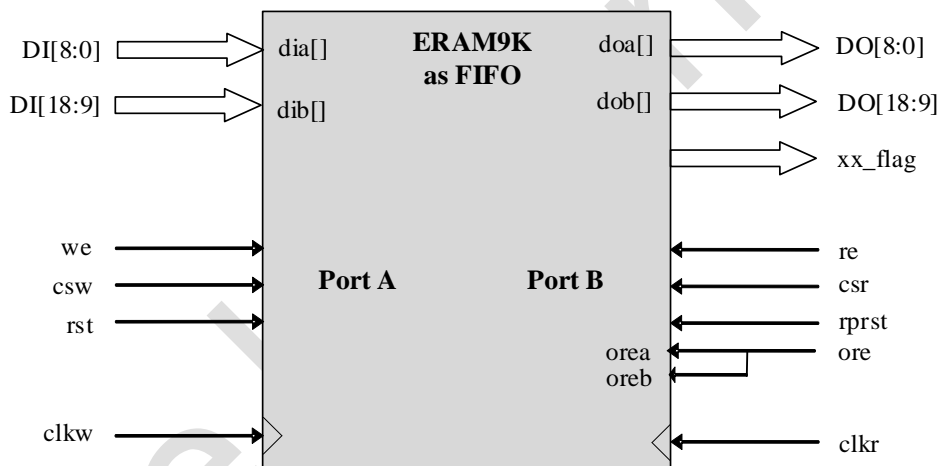 DI[8:0]
dia[]
ERAM9K
as FIFO
doa[]
DO[8:0]
DI[18:9]
dib[]
dob[]
DO[18:9]
xx_flag
we
re
csw
Port A
Port B
csr
rst
rprst
orea
ore
oreb
clkw
clkr